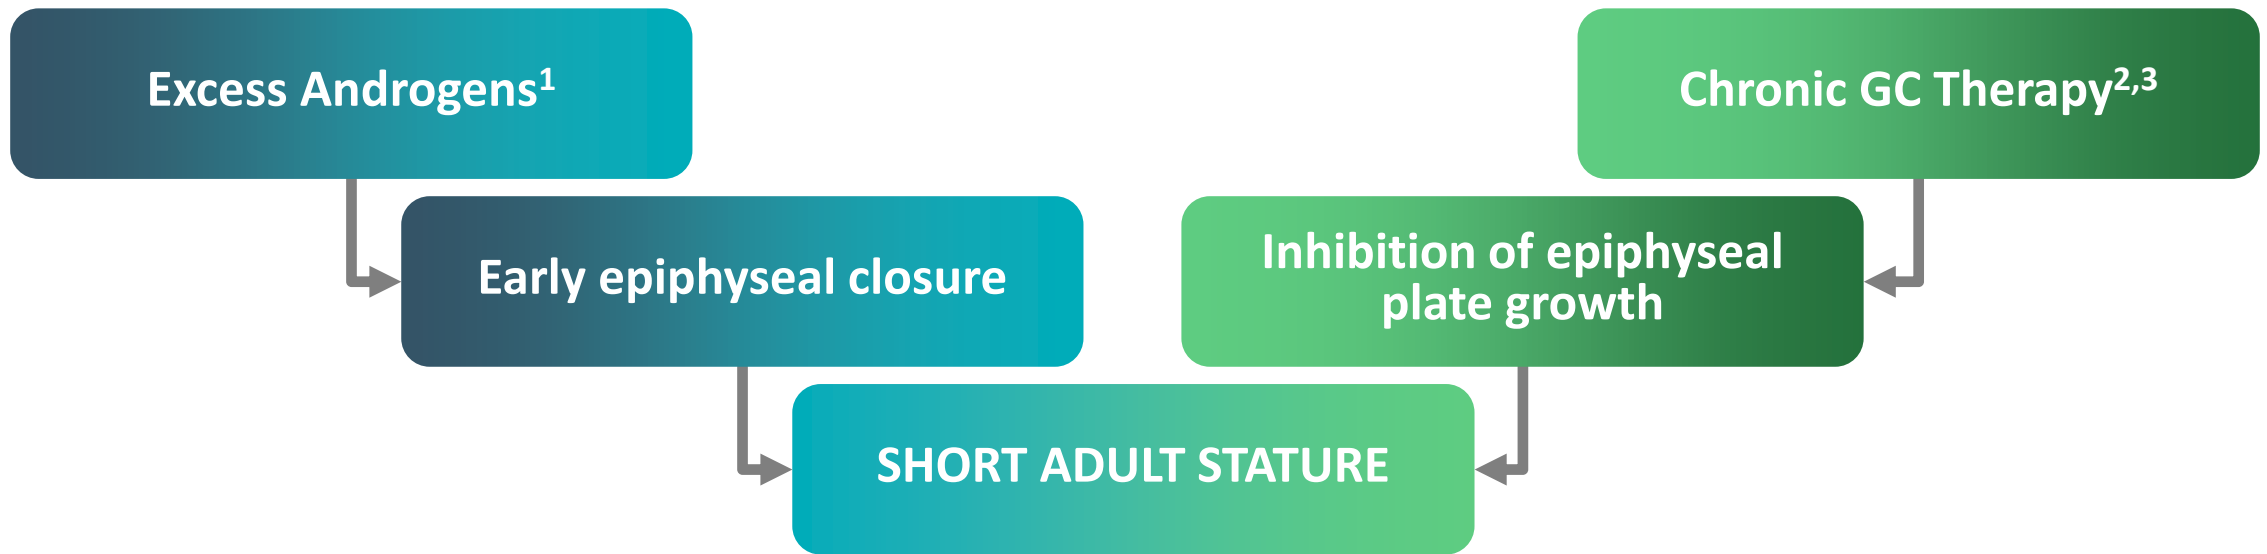 Excess Androgens¹
Chronic GC Therapy²,³
Early epiphyseal closure
Inhibition of epiphyseal
plate growth
SHORT ADULT STATURE